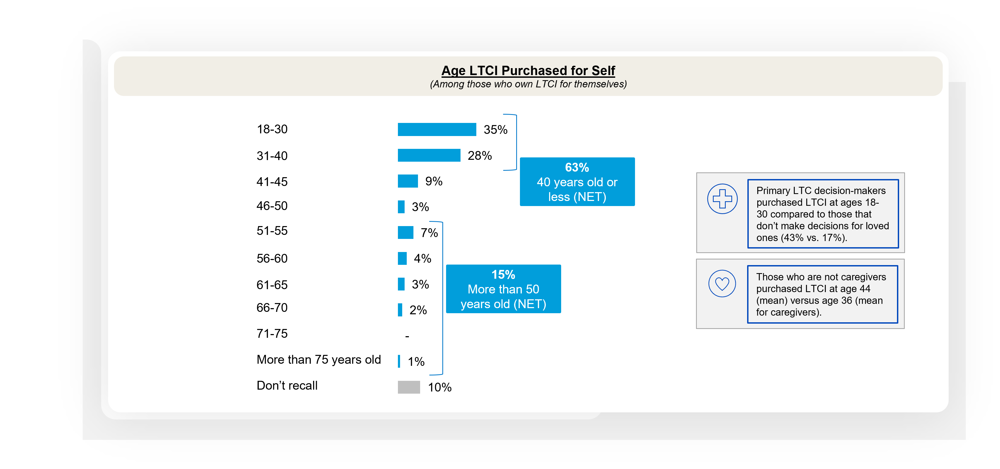 Age LTCI Purchased for Self
(Among those who own LTCI for themselves)
18-30
35%
31-40
28%
41-45
9%
46-50
3%
51-55
7%
56-60
4%
61-65
3%
66-70
2%
71-75
-
More than 75 years old
1%
Don’t recall
10%
63%
40 years old or
less (NET)
15%
More than 50
years old (NET)
Primary LTC decision-makers
purchased LTCI at ages 18-
30 compared to those that
don’t make decisions for loved
ones (43% vs. 17%).
Those who are not caregivers
purchased LTCI at age 44
(mean) versus age 36 (mean
for caregivers).